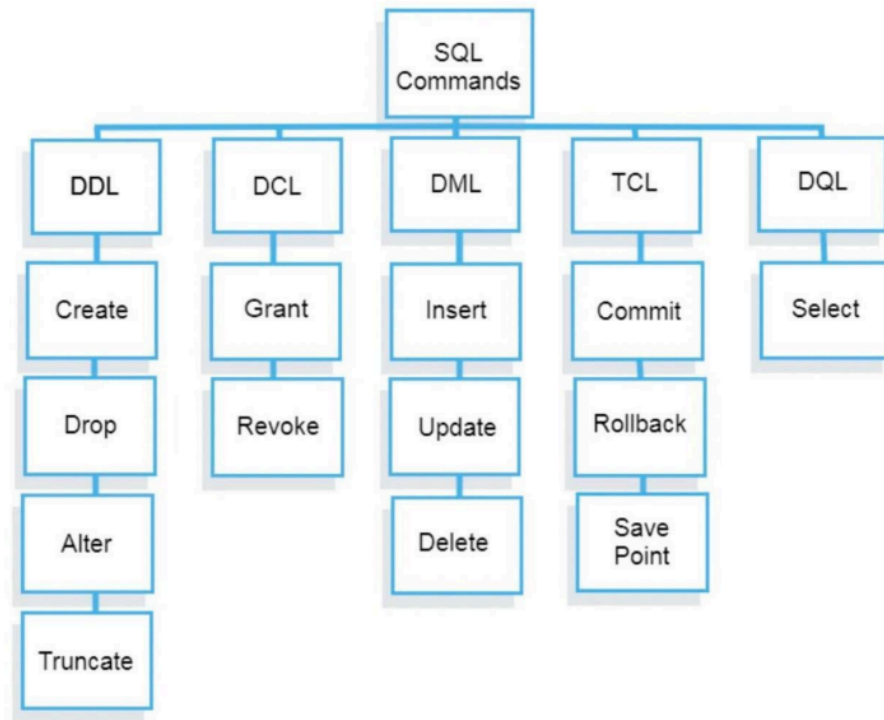 SQL
Commands
DDL
DCL
DML
TCL
DQL
Create
Grant
Insert
Commit
Select
Drop
Revoke
Update
Rollback
Alter
Delete
Save
Point
Truncate